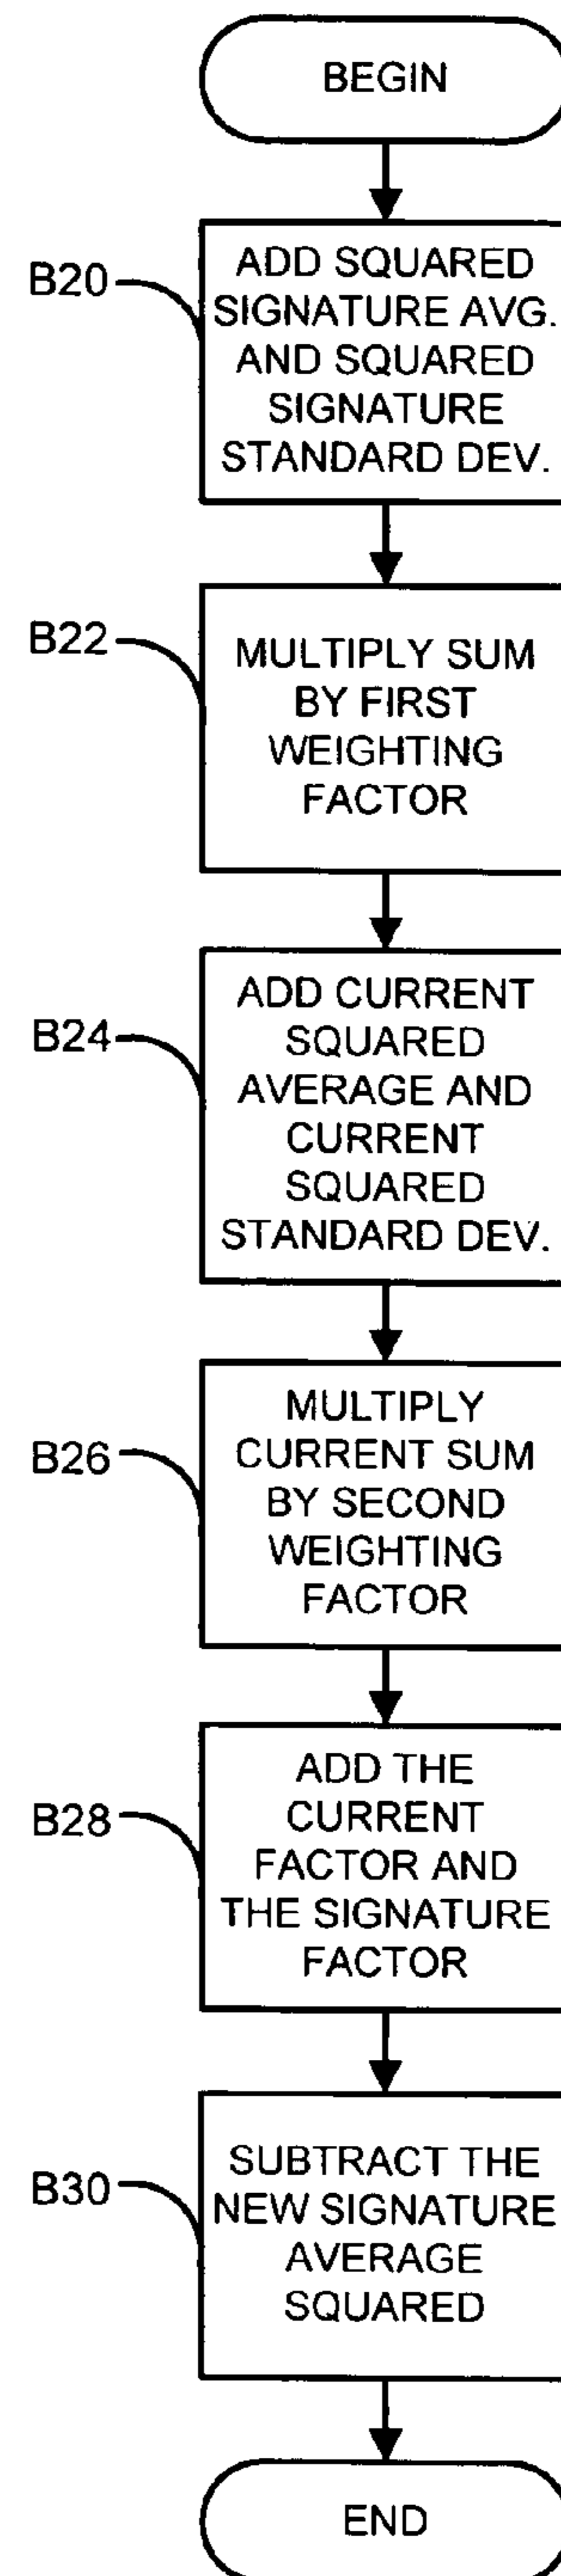 BEGIN
B20
ADD SQUARED
SIGNATURE AVG.
AND SQUARED
SIGNATURE
STANDARD DEV.
B22
MULTIPLY SUM
BY FIRST
WEIGHTING
FACTOR
B24
ADD CURRENT
SQUARED
AVERAGE AND
CURRENT
SQUARED
STANDARD DEV.
B26
MULTIPLY
CURRENT SUM
BY SECOND
WEIGHTING
FACTOR
B28
ADD THE
CURRENT
FACTOR AND
THE SIGNATURE
FACTOR
B30
SUBTRACT THE
NEW SIGNATURE
AVERAGE
SQUARED
END